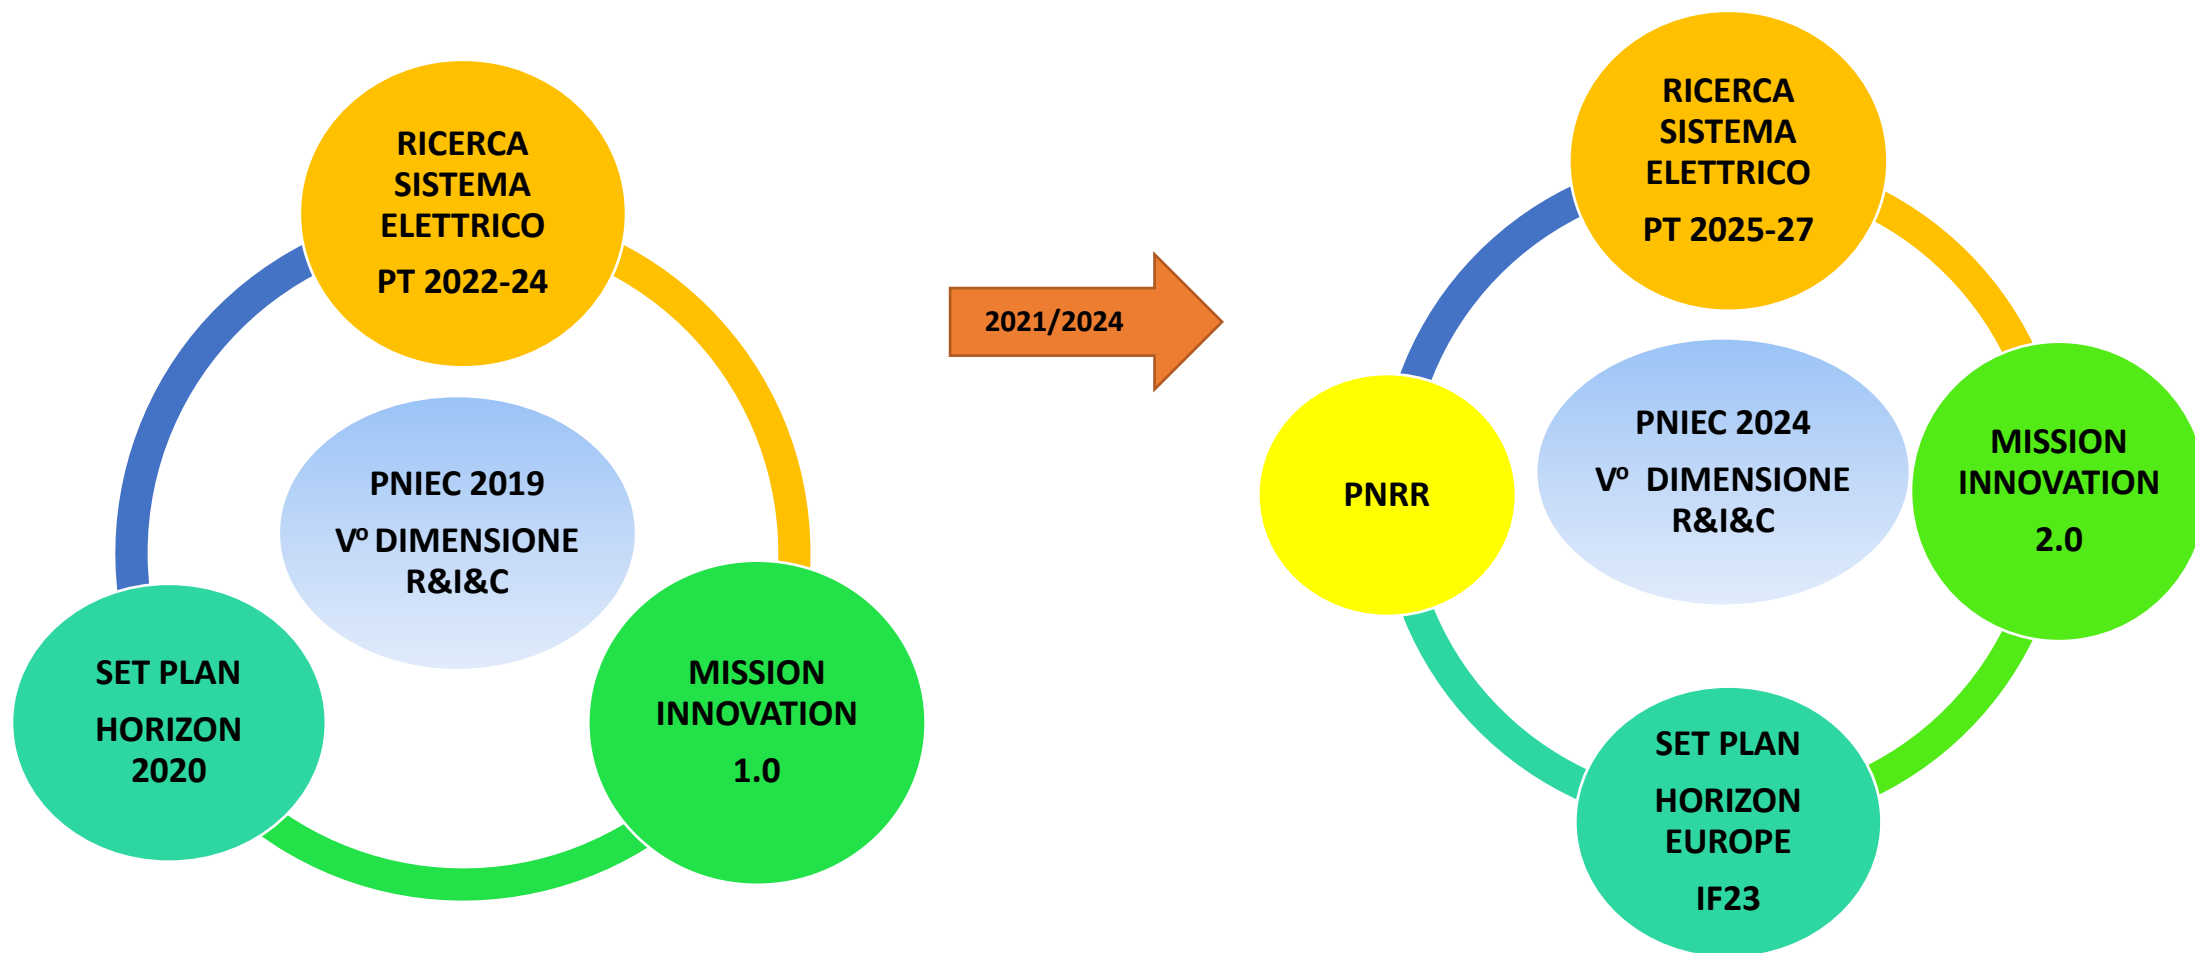 RICERCA
SISTEMA
ELETTRICO
PT 2022-24
PNIEC 2019
Vº DIMENSIONE
R&I&C
SET PLAN
HORIZON
2020
MISSION
INNOVATION
1.0
2021/2024
RICERCA
SISTEMA
ELETTRICO
PT 2025-27
PNRR
PNIEC 2024
Vº DIMENSIONE
R&I&C
MISSION
INNOVATION
2.0
SET PLAN
HORIZON
EUROPE
IF23